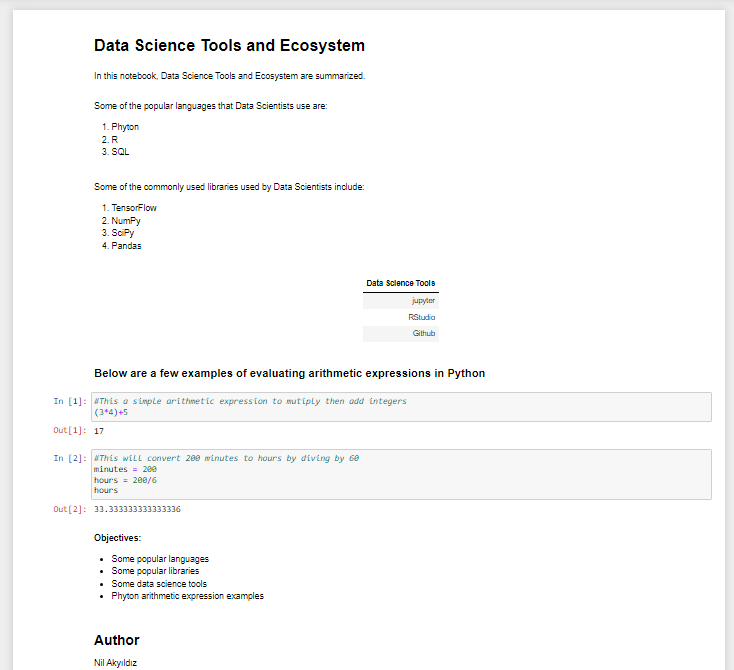 Data Science Tools and Ecosystem
In this notebook, Data Science Tools and Ecosystem are summarized.
Some of the popular languages that Data Scientists use are:
1. Phyton
2. R
3. SQL
Some of the commonly used libraries used by Data Scientists include:
1. TensorFlow
2. NumPy
3. SciPy
4. Pandas
Data Science Tools
jupyter
RStudio
Github
Below are a few examples of evaluating arithmetic expressions in Python
In [1]: #This a simple arithmetic expression to mutiply then add integers
(3*4)+5
Out[1]: 17
In [2]: #This will convert 200 minutes to hours by diving by 60
minutes = 200
hours = 200/6
hours
Out[2]: 33.333333333333336
Objectives:
• Some popular languages
• Some popular libraries
• Some data science tools
• Phyton arithmetic expression examples
Author
Nil Akyıldız